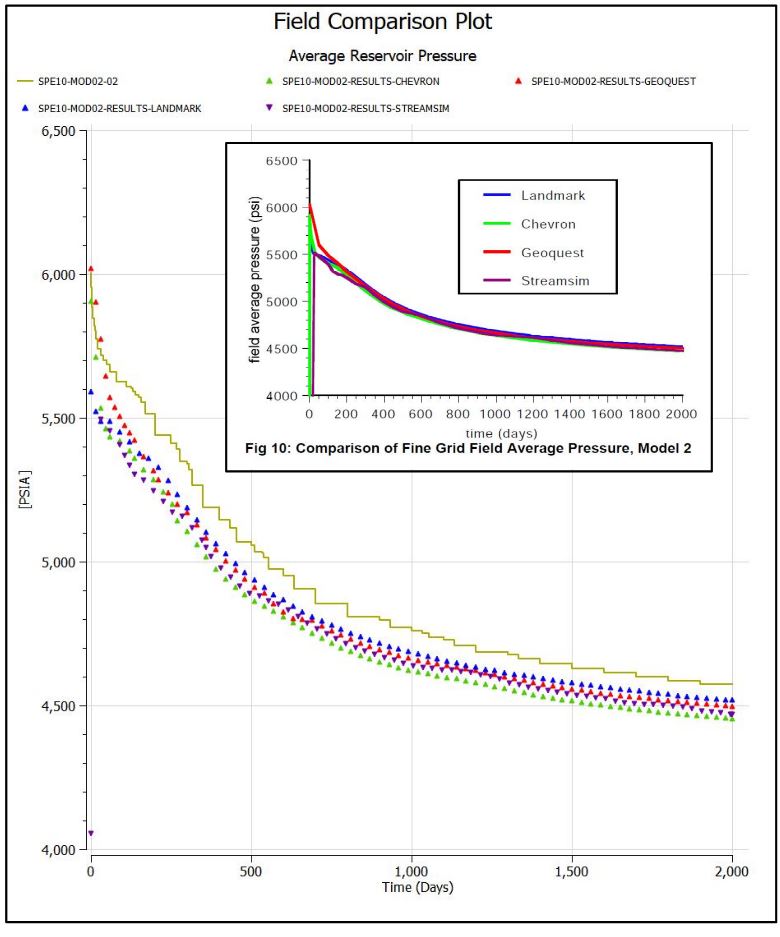 Field Comparison Plot
Average Reservoir Pressure
SPE10-MOD02-02
SPE10-MOD02-RESULTS-CHEVRON
SPE10-MOD02-RESULTS-GEOQUEST
SPE10-MOD02-RESULTS-LANDMARK
SPE10-MOD02-RESULTS-STREAMSIM
6,500
6,000
5,500
5,000
4,500
4,000
[PSIA]
0 500 1,000 1,500 2,000
Time (Days)
6500
6000
5500
5000
4500
4000
field average pressure (psi)
Landmark
Chevron
Geoquest
Streamsim
0 200 400 600 800 1000 1200 1400 1600 1800 2000
time (days)
Fig 10: Comparison of Fine Grid Field Average Pressure, Model 2